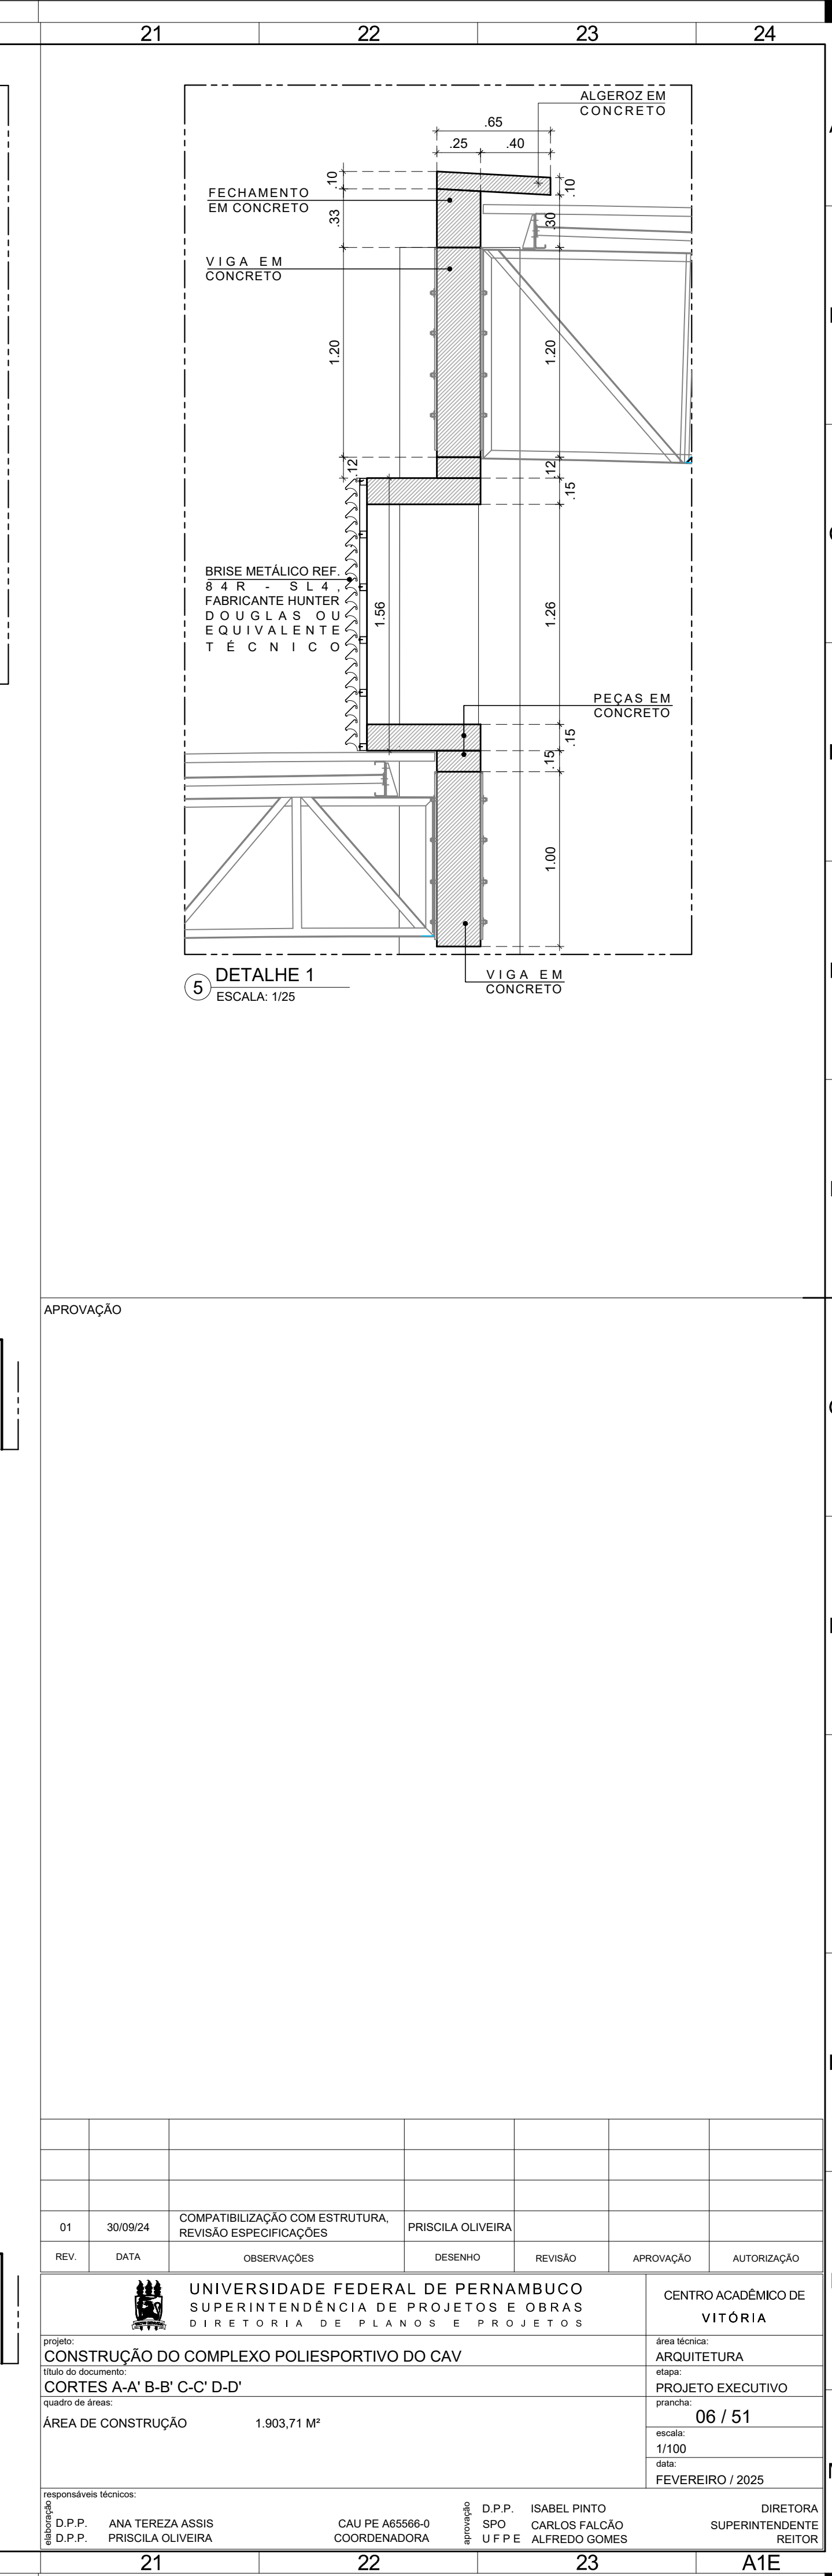 21 22 23 24
ALGEROZ EM
CONCRETO
.65
.25 .40
.10
.10
FECHAMENTO
EM CONCRETO
.33
.30
VIGA EM
CONCRETO
1.20
1.20
.12
.12
.15
BRISE METÁLICO REF.
84R - SL4,
FABRICANTE HUNTER
DOUGLAS OU
EQUIVALENTE
TÉCNICO
1.56
1.26
PEÇAS EM
CONCRETO
.15
.15
1.00
VIGA EM
CONCRETO
5 DETALHE 1
ESCALA: 1/25
APROVAÇÃO
01 30/09/24 COMPATIBILIZAÇÃO COM ESTRUTURA, PRISCILA OLIVEIRA
REVISÃO ESPECIFICAÇÕES
REV. DATA OBSERVAÇÕES DESENHO REVISÃO APROVAÇÃO AUTORIZAÇÃO
UNIVERSIDADE FEDERAL DE PERNAMBUCO
SUPERINTENDÊNCIA DE PROJETOS E OBRAS
DIRETORIA DE PLANOS E PROJETOS
CENTRO ACADÊMICO DE
VITÓRIA
projeto:
CONSTRUÇÃO DO COMPLEXO POLIESPORTIVO DO CAV
título do documento:
CORTES A-A' B-B' C-C' D-D'
quadro de áreas:
ÁREA DE CONSTRUÇÃO 1.903,71 M²
área técnica:
ARQUITETURA
etapa:
PROJETO EXECUTIVO
prancha:
06 / 51
escala:
1/100
data:
FEVEREIRO / 2025
responsáveis técnicos:
elaboração
D.P.P. ANA TEREZA ASSIS CAU PE A65566-0
D.P.P. PRISCILA OLIVEIRA COORDENADORA
aprovação
D.P.P. ISABEL PINTO DIRETORA
SPO CARLOS FALCÃO SUPERINTENDENTE
UFPE ALFREDO GOMES REITOR
21 22 23 A1E